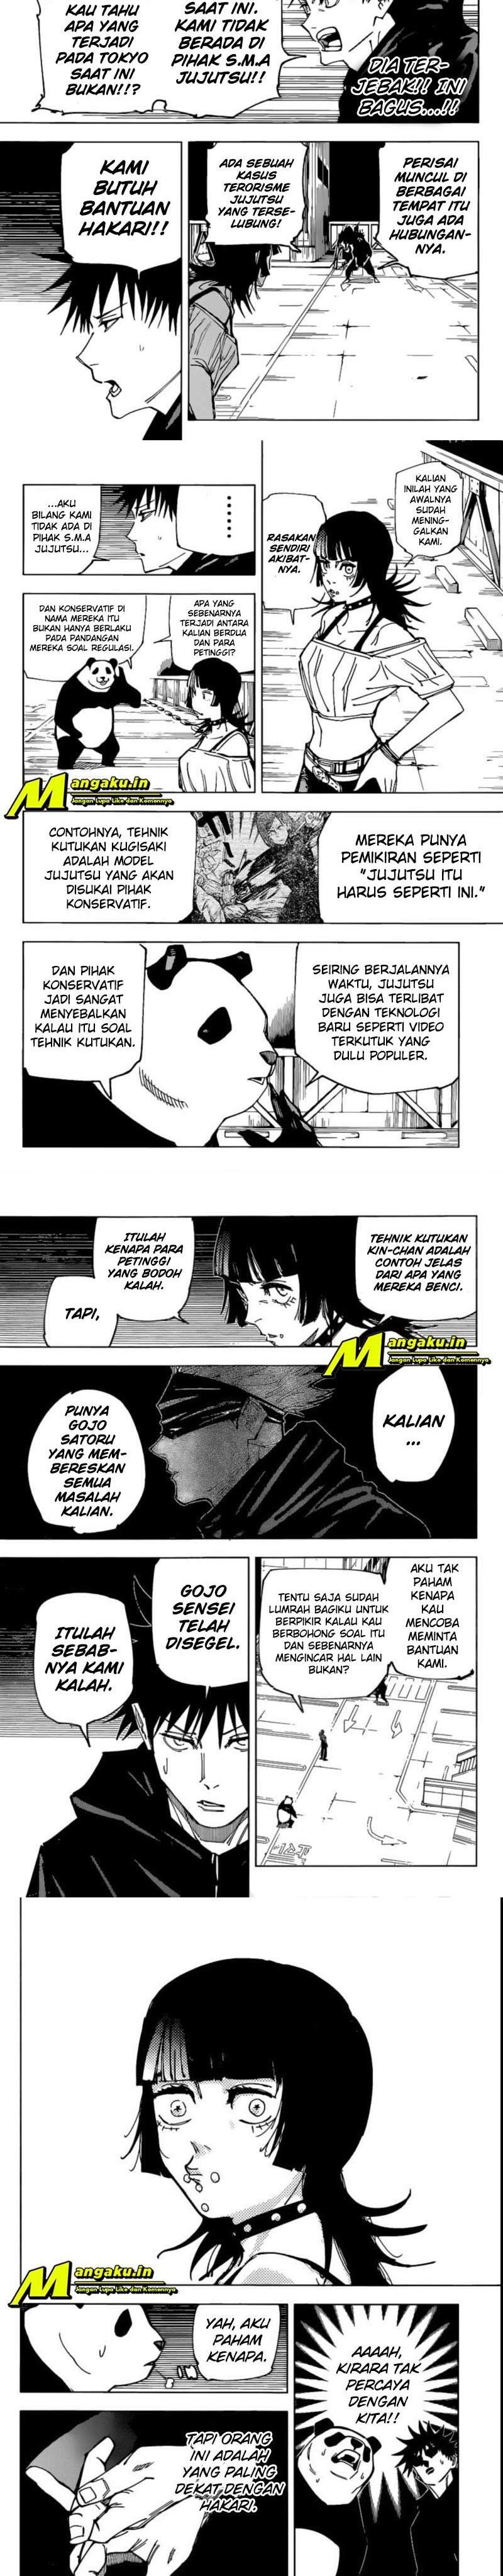 SAAT INI.
KAMI TIDAK
BERADA DI
PIHAK S.M.A
JUJUTSU!!
KAU TAHU
APA YANG
TERJADI
PADA TOKYO
SAAT INI
BUKAN!!?
DIA TER-
JEBAK!! INI
BAGUS...!!
PERISAI
MUNCUL DI
BERBAGAI
TEMPAT ITU
JUGA ADA
HUBUNGAN-
NYA.
ADA SEBUAH
KASUS
TERORISME
JUJUTSU
YANG TERSE-
LUBUNG!
KAMI
BUTUH
BANTUAN
HAKARI!!
KALIAN
INILAH YANG
AWALNYA
SUDAH
MENING-
GALKAN
KAMI.
RASAKAN
SENDIRI
AKIBAT-
NYA.
......
...AKU
BILANG KAMI
TIDAK ADA DI
PIHAK S.M.A
JUJUTSU...
APA YANG
SEBENARNYA
TERJADI ANTARA
KALIAN BERDUA
DAN PARA
PETINGGI?
DAN KONSERVATIF DI
NAMA MEREKA ITU
BUKAN HANYA BERLAKU
PADA PANDANGAN
MEREKA SOAL REGULASI.
Mangaku.in
Jangan Lupa Like dan Komennya.
MEREKA PUNYA
PEMIKIRAN SEPERTI
"JUJUTSU ITU
HARUS SEPERTI INI."
CONTOHNYA, TEHNIK
KUTUKAN KUGISAKI
ADALAH MODEL
JUJUTSU YANG AKAN
DISUKAI PIHAK
KONSERVATIF.
SEIRING BERJALANNYA
WAKTU, JUJUTSU
JUGA BISA TERLIBAT
DENGAN TEKNOLOGI
BARU SEPERTI VIDEO
TERKUTUK YANG
DULU POPULER.
DAN PIHAK
KONSERVATIF
JADI SANGAT
MENYEBALKAN
KALAU ITU SOAL
TEHNIK KUTUKAN.
TEHNIK KUTUKAN
KIN-CHAN ADALAH
CONTOH JELAS
DARI APA YANG
MEREKA BENCI.
ITULAH
KENAPA PARA
PETINGGI
YANG BODOH
KALAH.
TAPI,
Mangaku.in
Jangan Lupa Like dan Komennya.
KALIAN
...
PUNYA
GOJO
SATORU
YANG MEM-
BERESKAN
SEMUA
MASALAH
KALIAN.
AKU TAK
PAHAM
KENAPA
KAU
MENCOBA
MEMINTA
BANTUAN
KAMI.
TENTU SAJA SUDAH
LUMRAH BAGIKU UNTUK
BERPIKIR KALAU KAU
BERBOHONG SOAL ITU
DAN SEBENARNYA
MENGINCAR HAL LAIN
BUKAN?
GOJO
SENSEI
TELAH
DISEGEL.
ITULAH
SEBAB-
NYA KAMI
KALAH.
Mangaku.in
Jangan Lupa Like dan Komennya.
AAAAH,
KIRARA TAK
PERCAYA
DENGAN
KITA!!
YAH, AKU
PAHAM
KENAPA.
TAPI ORANG
INI ADALAH
YANG PALING
DEKAT DENGAN
HAKARI.